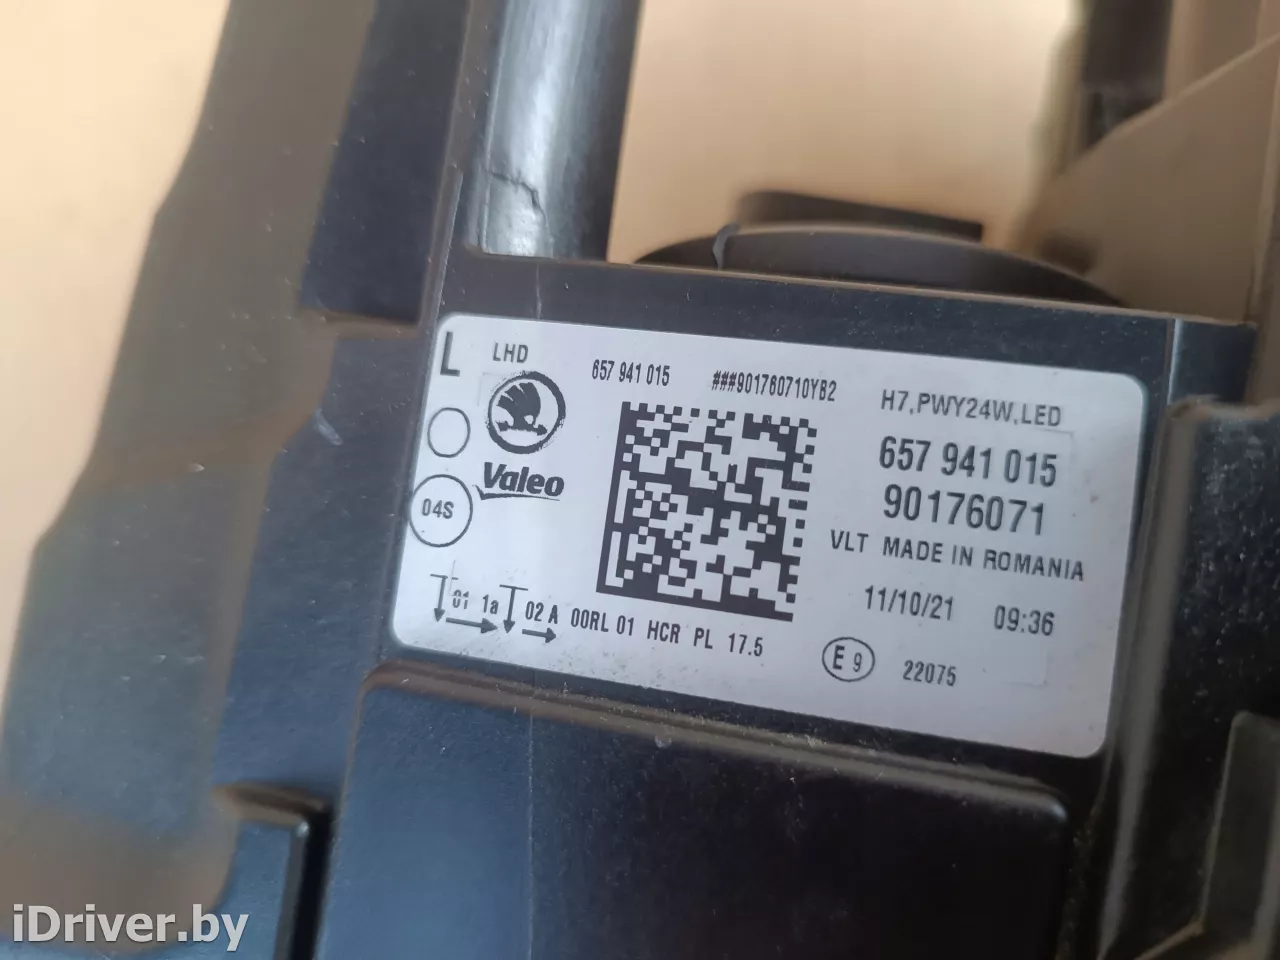 L
LHD
657 941 015 ###901760710YB2
H7,PWY24W,LED
657 941 015
90176071
Valeo
04S
VLT MADE IN ROMANIA
11/10/21 09:36
01 1a 02 A 00RL 01 HCR PL 17.5
E9 22075
iDriver.by